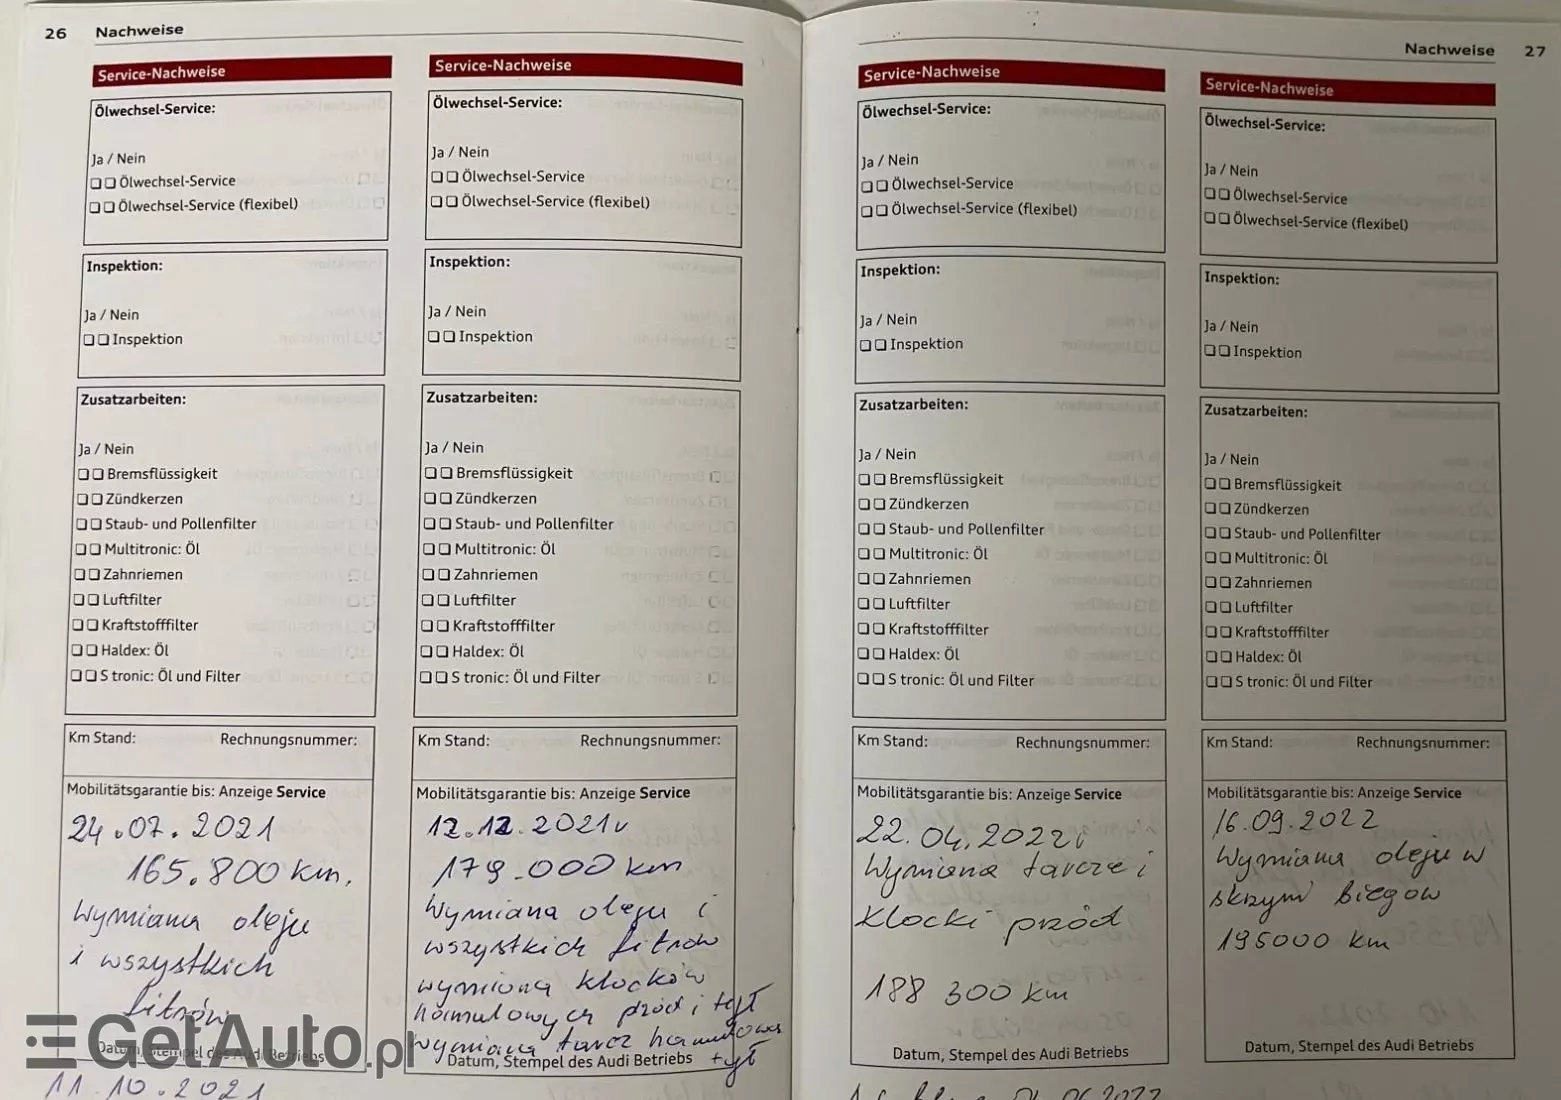 26 Nachweise
Service-Nachweise
Ölwechsel-Service:
Ja / Nein
Ölwechsel-Service
Ölwechsel-Service (flexibel)
Inspektion:
Ja / Nein
Inspektion
Zusatzarbeiten:
Ja / Nein
Bremsflüssigkeit
Zündkerzen
Staub- und Pollenfilter
Multitronic: Öl
Zahnriemen
Luftfilter
Kraftstofffilter
Haldex: Öl
S tronic: Öl und Filter
Km Stand: Rechnungsnummer:
Mobilitätsgarantie bis: Anzeige Service
24.07.2021
165.800 km.
Wymiana oleju
i wszystkich
filtrów
Datum, Stempel des Audi Betriebs
11.10.2021
Service-Nachweise
Ölwechsel-Service:
Ja / Nein
Ölwechsel-Service
Ölwechsel-Service (flexibel)
Inspektion:
Ja / Nein
Inspektion
Zusatzarbeiten:
Ja / Nein
Bremsflüssigkeit
Zündkerzen
Staub- und Pollenfilter
Multitronic: Öl
Zahnriemen
Luftfilter
Kraftstofffilter
Haldex: Öl
S tronic: Öl und Filter
Km Stand: Rechnungsnummer:
Mobilitätsgarantie bis: Anzeige Service
12.12.2021r
179.000 km
Wymiana oleju i
wszystkich filtrów
wymiana klocków
hamulcowych przód i tył
wymiana tarcz hamulcowa
Datum, Stempel des Audi Betriebs tył
Nachweise 27
Service-Nachweise
Ölwechsel-Service:
Ja / Nein
Ölwechsel-Service
Ölwechsel-Service (flexibel)
Inspektion:
Ja / Nein
Inspektion
Zusatzarbeiten:
Ja / Nein
Bremsflüssigkeit
Zündkerzen
Staub- und Pollenfilter
Multitronic: Öl
Zahnriemen
Luftfilter
Kraftstofffilter
Haldex: Öl
S tronic: Öl und Filter
Km Stand: Rechnungsnummer:
Mobilitätsgarantie bis: Anzeige Service
22.04.2022r
Wymiana tarcze i
klocki przód
188 300 km
Datum, Stempel des Audi Betriebs
Service-Nachweise
Ölwechsel-Service:
Ja / Nein
Ölwechsel-Service
Ölwechsel-Service (flexibel)
Inspektion:
Ja / Nein
Inspektion
Zusatzarbeiten:
Ja / Nein
Bremsflüssigkeit
Zündkerzen
Staub- und Pollenfilter
Multitronic: Öl
Zahnriemen
Luftfilter
Kraftstofffilter
Haldex: Öl
S tronic: Öl und Filter
Km Stand: Rechnungsnummer:
Mobilitätsgarantie bis: Anzeige Service
16.09.2022
Wymiana oleju w
skrzyni biegow
195000 km
Datum, Stempel des Audi Betriebs
GetAuto.pl